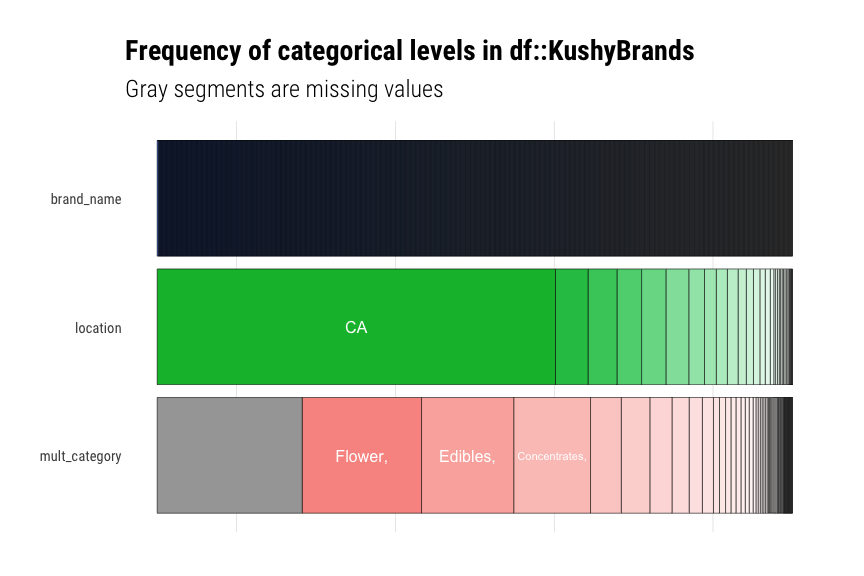 Frequency of categorical levels in df::KushyBrands
Gray segments are missing values
brand_name
location
CA
mult_category
Flower,
Edibles,
Concentrates,